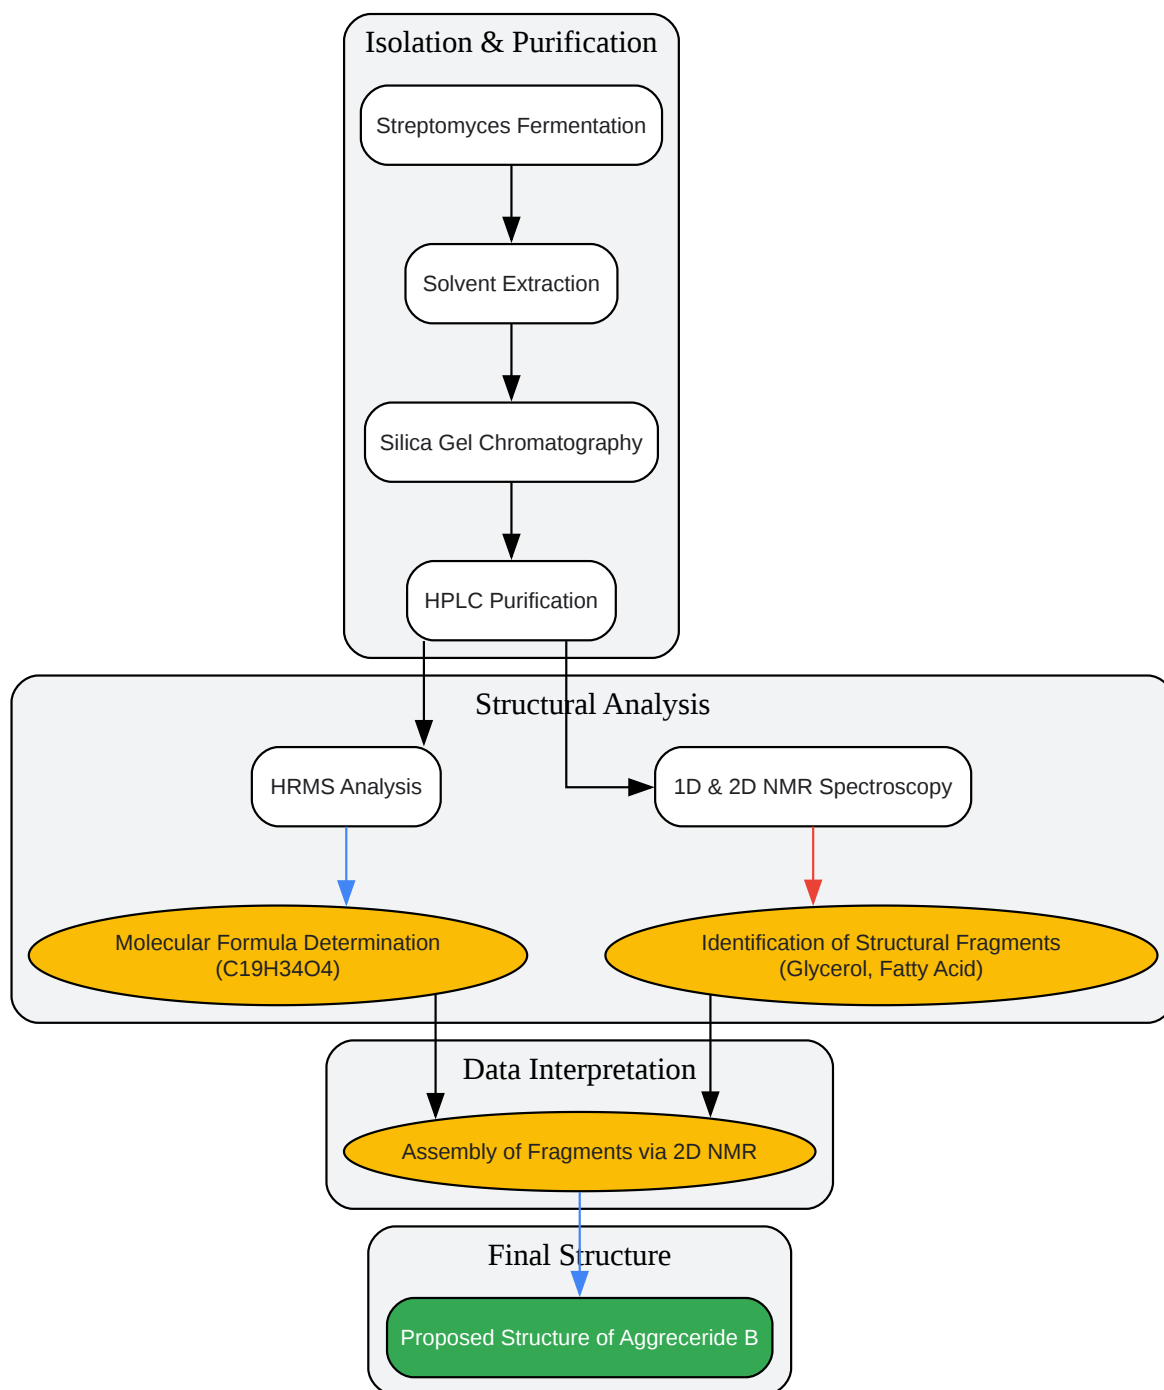 Isolation & Purification
Streptomyces Fermentation
Solvent Extraction
Silica Gel Chromatography
HPLC Purification
Structural Analysis
HRMS Analysis
1D & 2D NMR Spectroscopy
Molecular Formula Determination
(C19H34O4)
Identification of Structural Fragments
(Glycerol, Fatty Acid)
Data Interpretation
Assembly of Fragments via 2D NMR
Final Structure
Proposed Structure of Aggreceride B